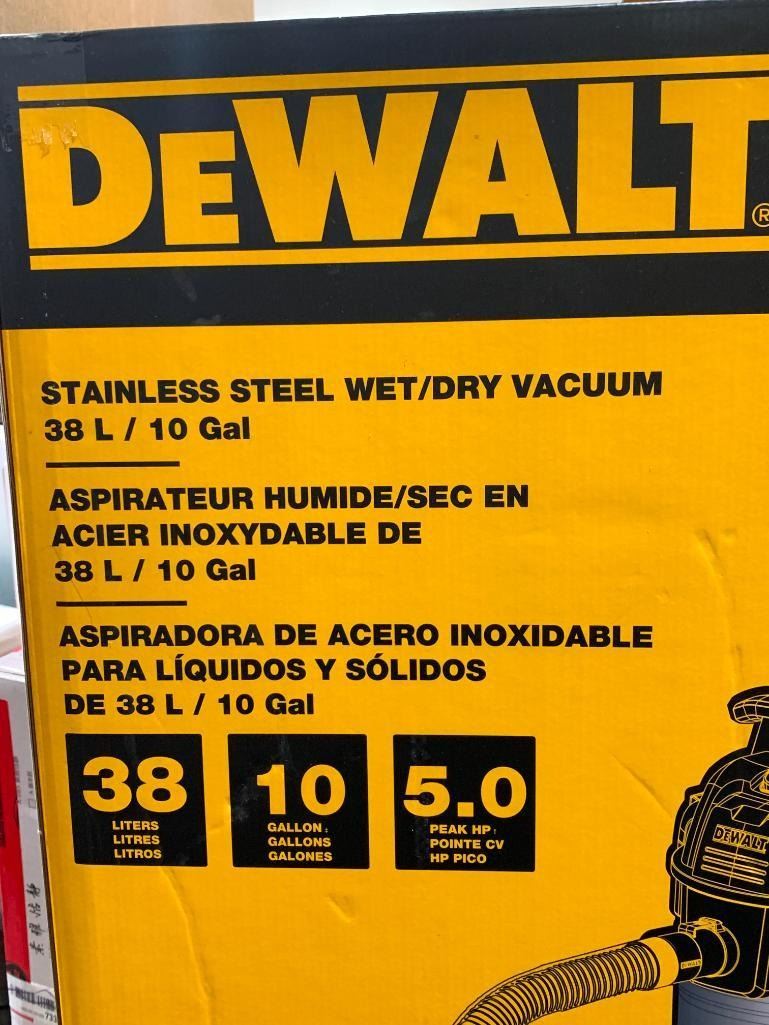 DEWALT®
STAINLESS STEEL WET/DRY VACUUM
38 L / 10 Gal
ASPIRATEUR HUMIDE/SEC EN
ACIER INOXYDABLE DE
38 L / 10 Gal
ASPIRADORA DE ACERO INOXIDABLE
PARA LÍQUIDOS Y SÓLIDOS
DE 38 L / 10 Gal
38
LITERS
LITRES
LITROS
10
GALLON
GALLONS
GALONES
5.0
PEAK HP
POINTE CV
HP PICO
DEWALT
DEWALT